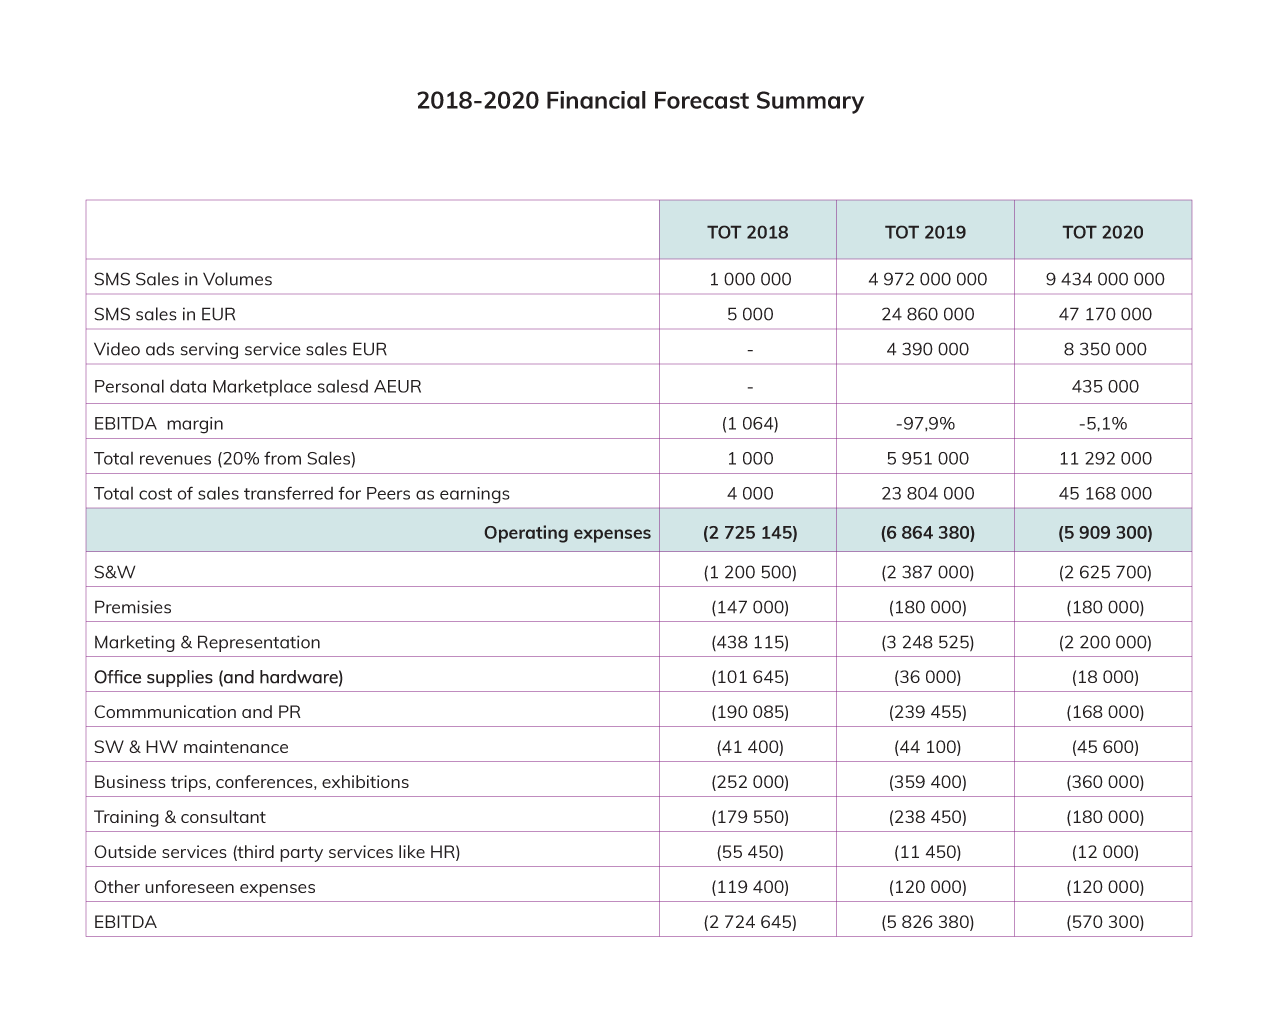 2018-2020 Financial Forecast Summary
TOT 2018 TOT 2019 TOT 2020
SMS Sales in Volumes 1 000 000 4 972 000 000 9 434 000 000
SMS sales in EUR 5 000 24 860 000 47 170 000
Video ads serving service sales EUR - 4 390 000 8 350 000
Personal data Marketplace salesd AEUR - 435 000
EBITDA  margin (1 064) -97,9% -5,1%
Total revenues (20% from Sales) 1 000 5 951 000 11 292 000
Total cost of sales transferred for Peers as earnings 4 000 23 804 000 45 168 000
Operating expenses (2 725 145) (6 864 380) (5 909 300)
S&W (1 200 500) (2 387 000) (2 625 700)
Premisies (147 000) (180 000) (180 000)
Marketing & Representation (438 115) (3 248 525) (2 200 000)
Office supplies (and hardware) (101 645) (36 000) (18 000)
Commmunication and PR (190 085) (239 455) (168 000)
SW & HW maintenance (41 400) (44 100) (45 600)
Business trips, conferences, exhibitions (252 000) (359 400) (360 000)
Training & consultant (179 550) (238 450) (180 000)
Outside services (third party services like HR) (55 450) (11 450) (12 000)
Other unforeseen expenses (119 400) (120 000) (120 000)
EBITDA (2 724 645) (5 826 380) (570 300)